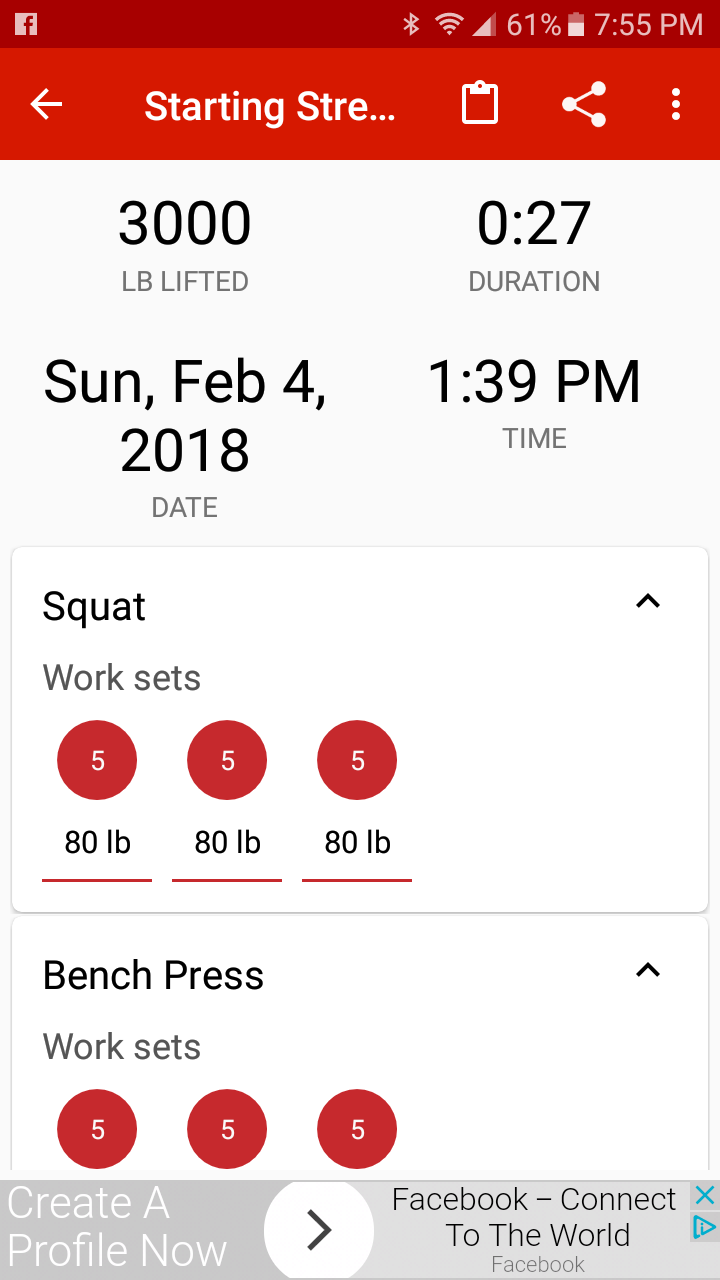 61% 7:55 PM
Starting Stre...
3000
LB LIFTED
0:27
DURATION
Sun, Feb 4,
2018
DATE
1:39 PM
TIME
Squat
Work sets
5 5 5
80 lb 80 lb 80 lb
Bench Press
Work sets
5 5 5
Create A
Profile Now
Facebook – Connect
To The World
Facebook